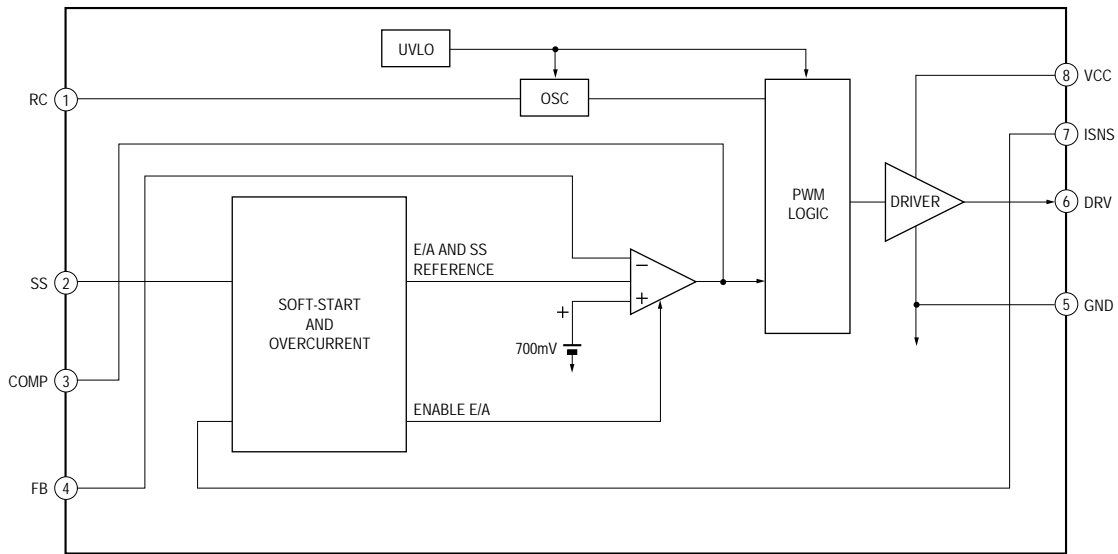 UVLO
8 VCC
RC 1
OSC
7 ISNS
PWM
LOGIC
DRIVER
6 DRV
E/A AND SS
REFERENCE
−
SS 2
SOFT-START
AND
OVERCURRENT
+
+
5 GND
700mV
COMP 3
ENABLE E/A
FB 4